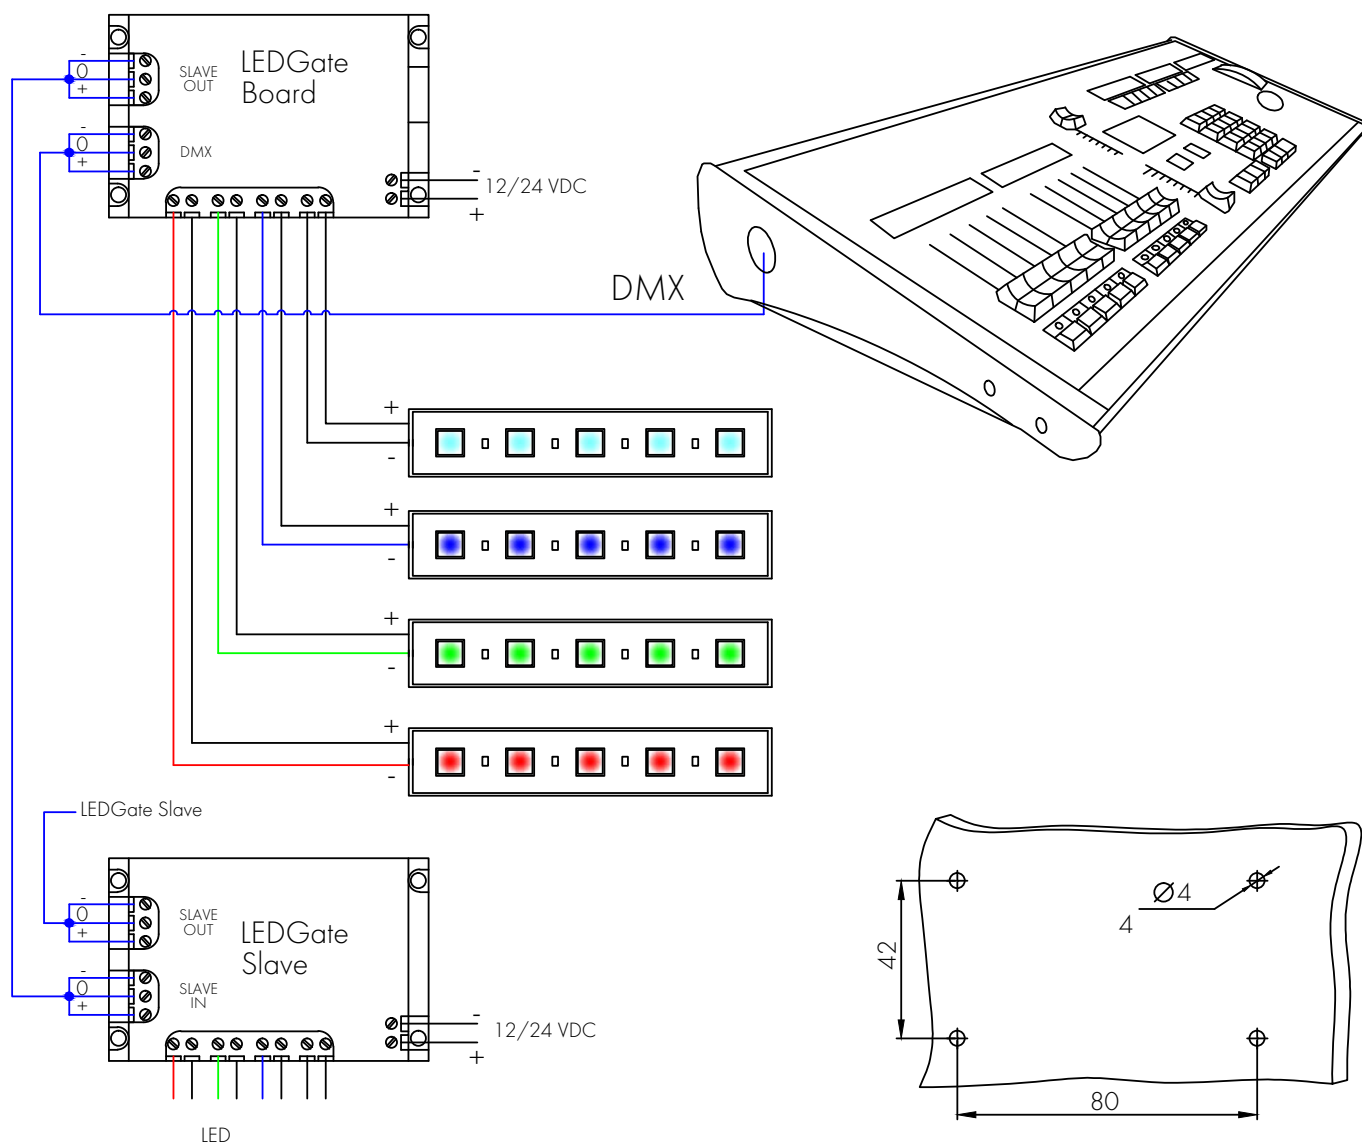 -
0
+
SLAVE
OUT
LEDGate
Board
-
0
+
DMX
-
12/24 VDC
+
DMX
+
-
+
-
+
-
+
-
LEDGate Slave
-
0
+
SLAVE
OUT
LEDGate
Slave
-
0
+
SLAVE
IN
-
12/24 VDC
+
LED
Ø4
4
42
80